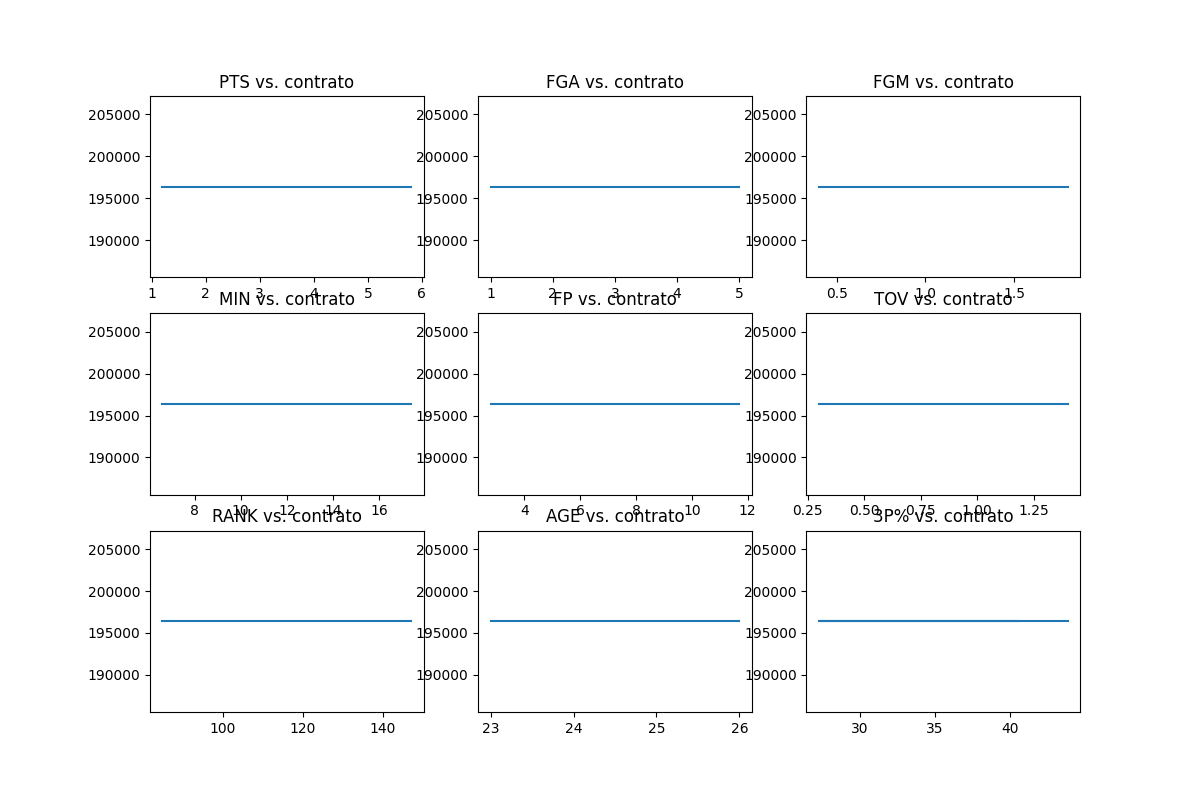 PTS vs. contrato
FGA vs. contrato
FGM vs. contrato
205000
200000
195000
190000
1 2 3 4 5 6
205000
200000
195000
190000
1 2 3 4 5
205000
200000
195000
190000
0.5 1.0 1.5
MIN vs. contrato
FP vs. contrato
TOV vs. contrato
205000
200000
195000
190000
8 10 12 14 16
205000
200000
195000
190000
4 6 8 10 12
205000
200000
195000
190000
0.25 0.50 0.75 1.00 1.25
RANK vs. contrato
AGE vs. contrato
3P% vs. contrato
205000
200000
195000
190000
100 120 140
205000
200000
195000
190000
23 24 25 26
205000
200000
195000
190000
30 35 40